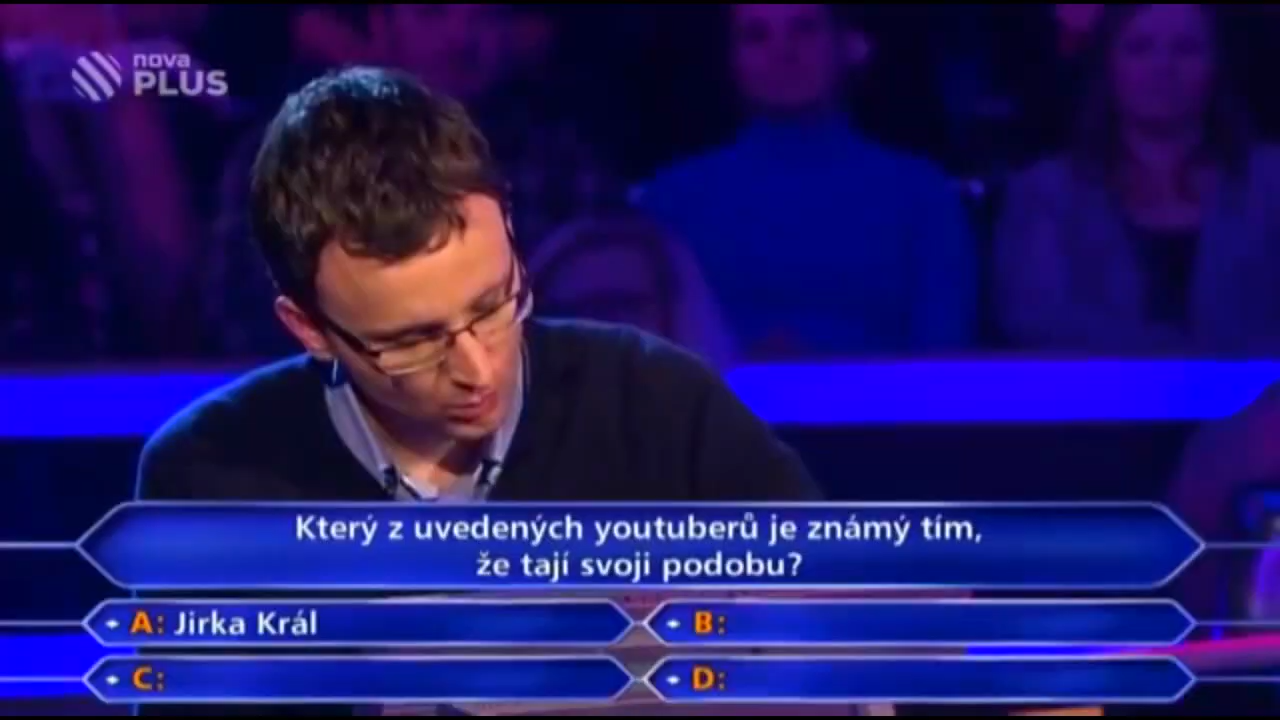 nova
PLUS
Který z uvedených youtuberů je známý tím,
že tají svoji podobu?
A: Jirka Král
B:
C:
D: